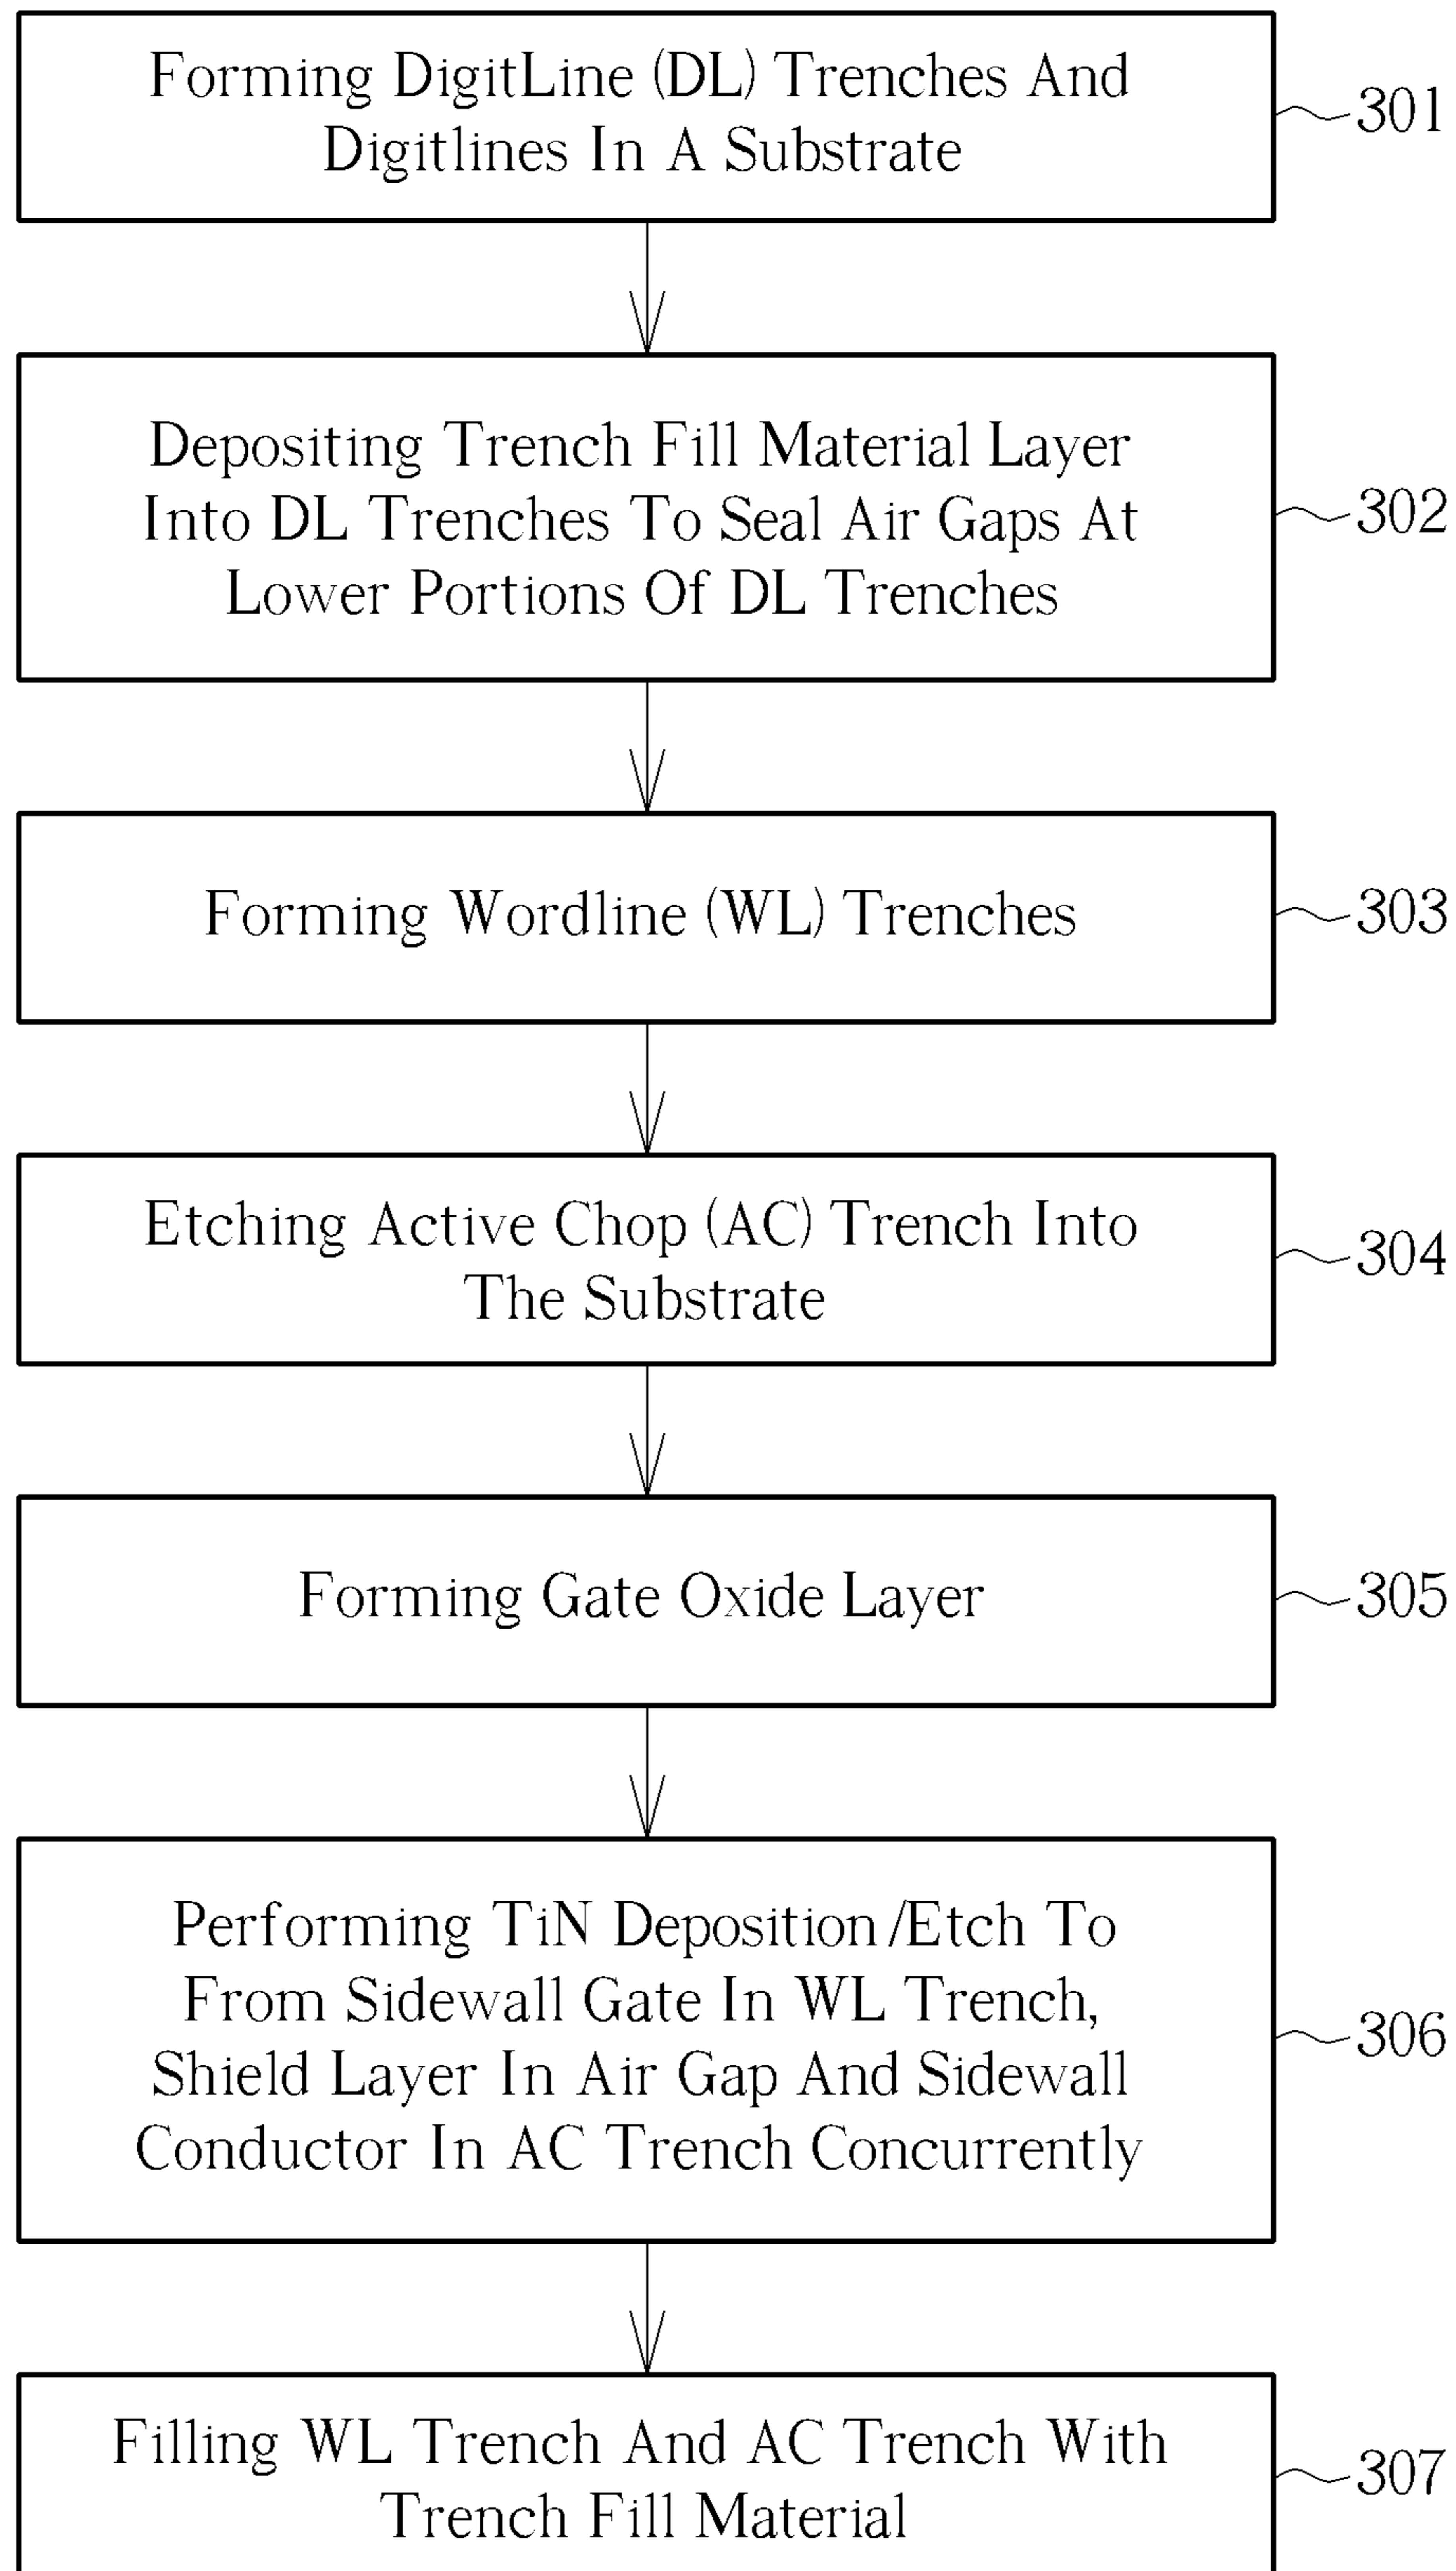 Forming DigitLine (DL) Trenches And
Digitlines In A Substrate
301
Depositing Trench Fill Material Layer
Into DL Trenches To Seal Air Gaps At
Lower Portions Of DL Trenches
302
Forming Wordline (WL) Trenches
303
Etching Active Chop (AC) Trench Into
The Substrate
304
Forming Gate Oxide Layer
305
Performing TiN Deposition/Etch To
From Sidewall Gate In WL Trench,
Shield Layer In Air Gap And Sidewall
Conductor In AC Trench Concurrently
306
Filling WL Trench And AC Trench With
Trench Fill Material
307